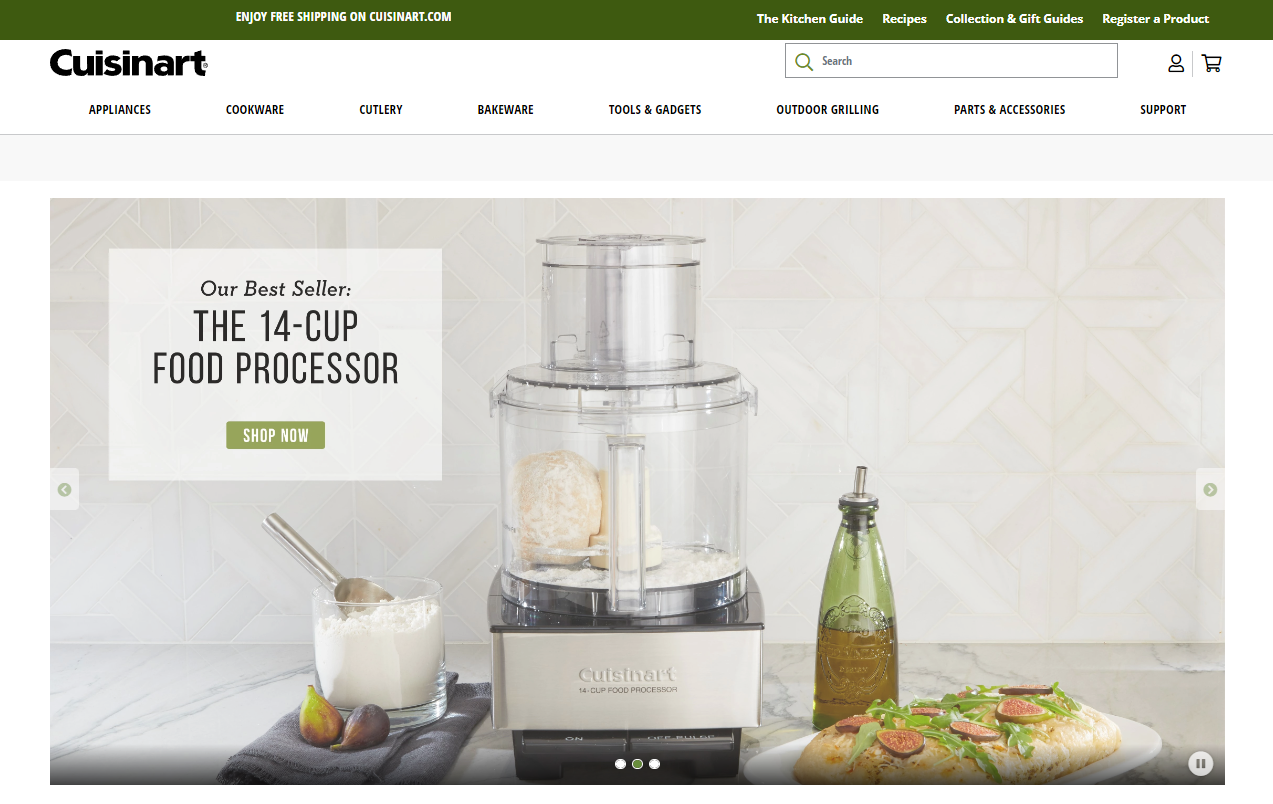 ENJOY FREE SHIPPING ON CUISINART.COM
The Kitchen Guide Recipes Collection & Gift Guides Register a Product
Cuisinart®
Search
APPLIANCES COOKWARE CUTLERY BAKEWARE TOOLS & GADGETS OUTDOOR GRILLING PARTS & ACCESSORIES SUPPORT
Our Best Seller:
THE 14-CUP
FOOD PROCESSOR
SHOP NOW
Cuisinart
14-CUP FOOD PROCESSOR
ON OFF PULSE